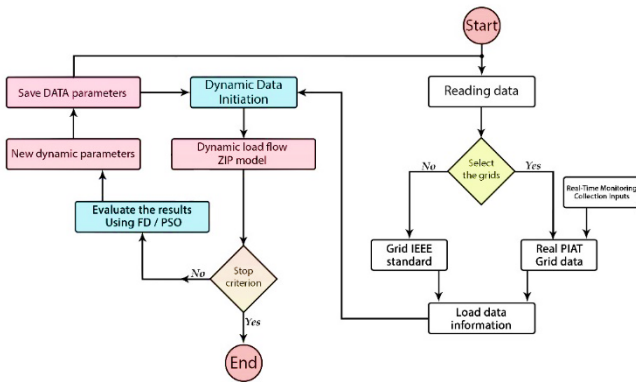 Start
Save DATA parameters
Dynamic Data
Initiation
Reading data
New dynamic parameters
Dynamic load flow
ZIP model
No
Select
the grids
Yes
Real-Time Monitoring
Collection Inputs
Evaluate the results
Using FD / PSO
Grid IEEE
standard
Real PIAT
Grid data
No
Stop
criterion
Load data
information
Yes
End